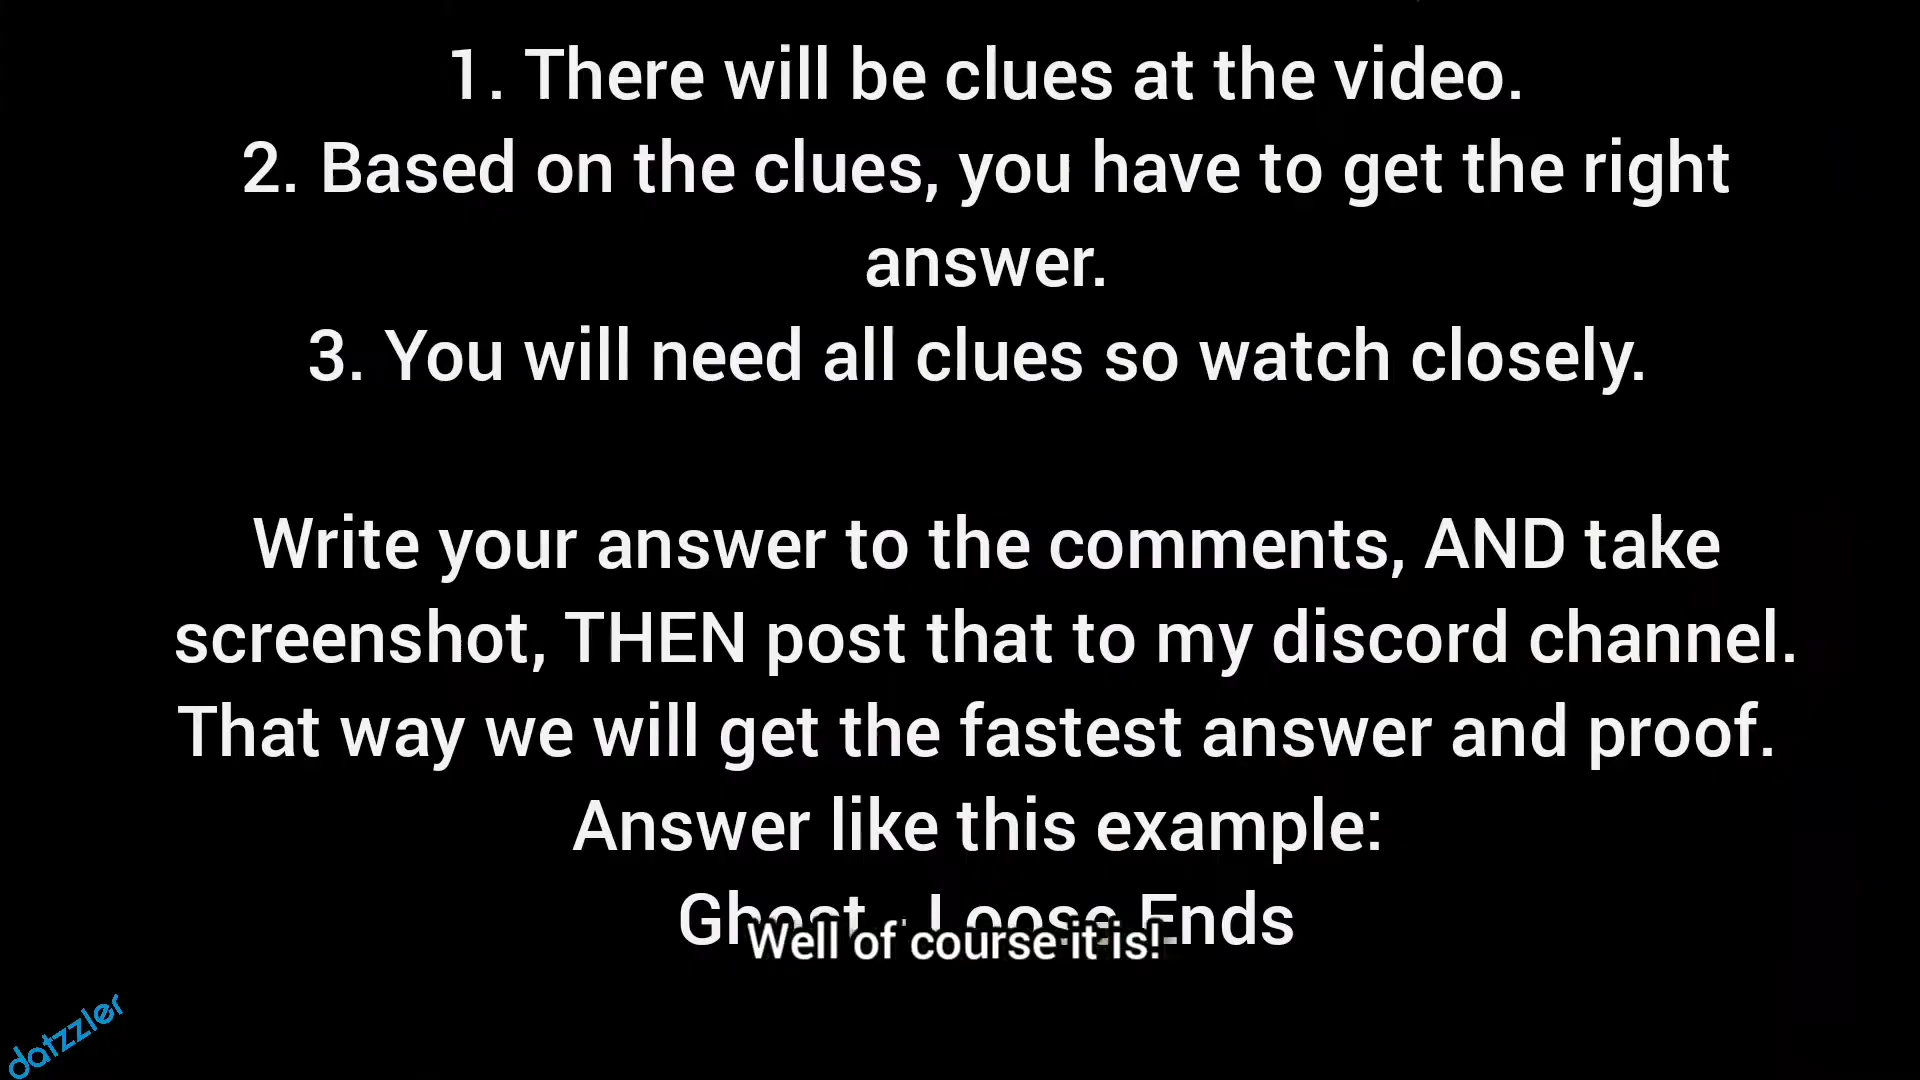 1. There will be clues at the video.
2. Based on the clues, you have to get the right
answer.
3. You will need all clues so watch closely.
Write your answer to the comments, AND take
screenshot, THEN post that to my discord channel.
That way we will get the fastest answer and proof.
Answer like this example:
Ghost - Loose Ends
Well of course it is!
datzzler